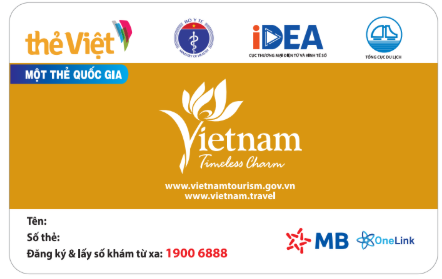 thẻ Việt
BỘ Y TẾ
iDEA
CỤC THƯƠNG MẠI ĐIỆN TỬ VÀ KINH TẾ SỐ
TỔNG CỤC DU LỊCH
MỘT THẺ QUỐC GIA
Vietnam
Timeless Charm
www.vietnamtourism.gov.vn
www.vietnam.travel
Tên:
Số thẻ:
Đăng ký & lấy số khám từ xa: 1900 6888
MB
OneLink